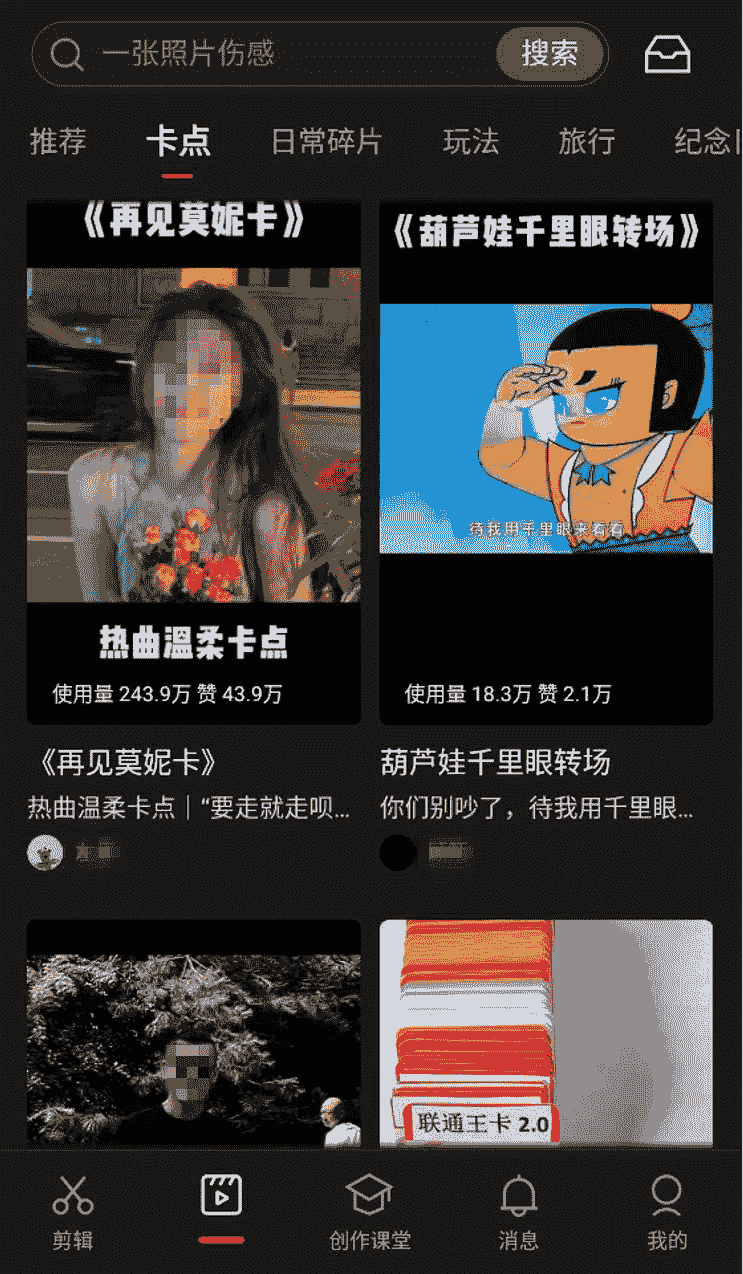 一张照片伤感
搜索
推荐 卡点 日常碎片 玩法 旅行 纪念
《再见莫妮卡》
热曲温柔卡点
使用量 243.9万 赞 43.9万
《再见莫妮卡》
热曲温柔卡点｜“要走就走呗...
《葫芦娃千里眼转场》
待我用千里眼来看看
使用量 18.3万 赞 2.1万
葫芦娃千里眼转场
你们别吵了，待我用千里眼...
联通王卡 2.0
剪辑 创作课堂 消息 我的